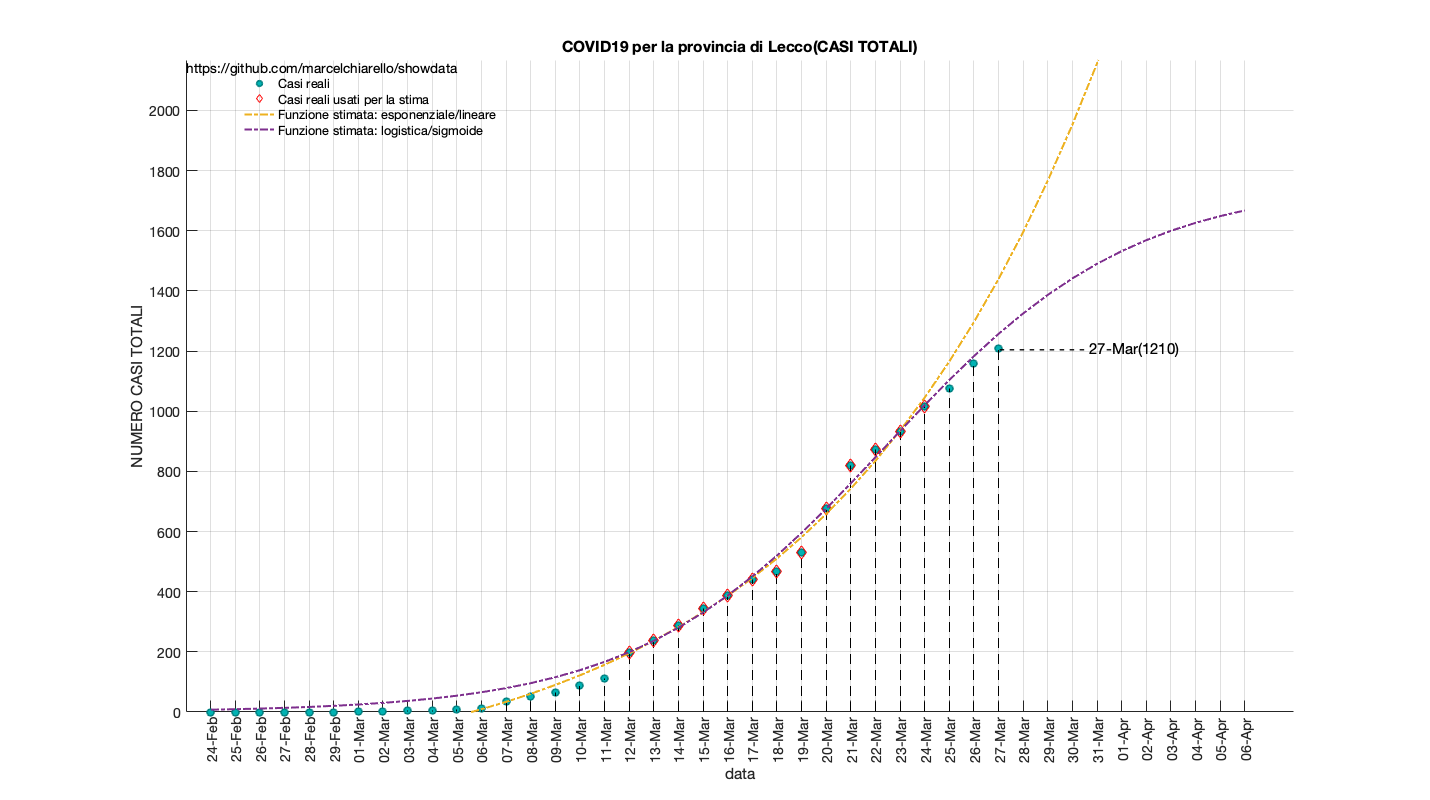 COVID19 per la provincia di Lecco(CASI TOTALI)
https://github.com/marcelchiarello/showdata
Casi reali
Casi reali usati per la stima
Funzione stimata: esponenziale/lineare
Funzione stimata: logistica/sigmoide
NUMERO CASI TOTALI
2000
1800
1600
1400
1200
1000
800
600
400
200
0
27-Mar(1210)
24-Feb
25-Feb
26-Feb
27-Feb
28-Feb
29-Feb
01-Mar
02-Mar
03-Mar
04-Mar
05-Mar
06-Mar
07-Mar
08-Mar
09-Mar
10-Mar
11-Mar
12-Mar
13-Mar
14-Mar
15-Mar
16-Mar
17-Mar
18-Mar
19-Mar
20-Mar
21-Mar
22-Mar
23-Mar
24-Mar
25-Mar
26-Mar
27-Mar
28-Mar
29-Mar
30-Mar
31-Mar
01-Apr
02-Apr
03-Apr
04-Apr
05-Apr
06-Apr
data